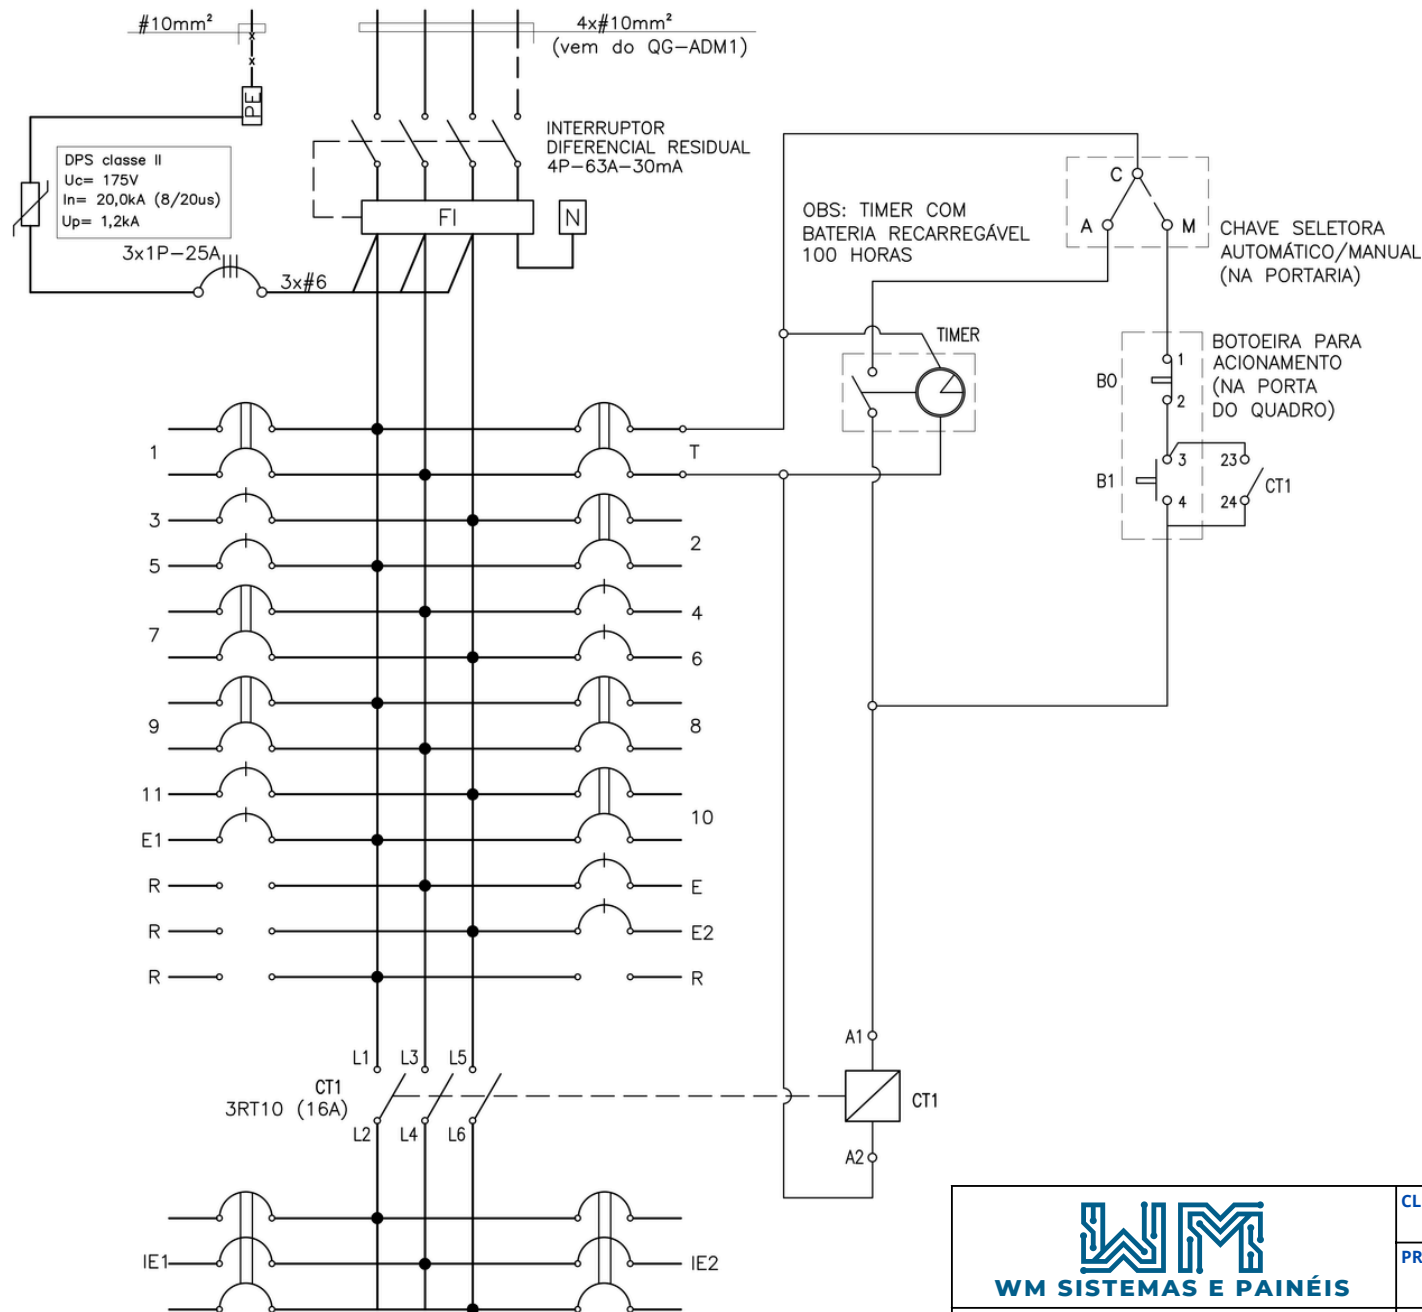 #10mm²
4x#10mm²
(vem do QG-ADM1)
PE
INTERRUPTOR
DIFERENCIAL RESIDUAL
4P-63A-30mA
DPS classe II
Uc= 175V
In= 20,0kA (8/20us)
Up= 1,2kA
FI
N
3x1P-25A
3x#6
OBS: TIMER COM
BATERIA RECARREGÁVEL
100 HORAS
C
A
M
CHAVE SELETORA
AUTOMÁTICO/MANUAL
(NA PORTARIA)
TIMER
BOTOEIRA PARA
ACIONAMENTO
(NA PORTA
DO QUADRO)
B0
1
2
B1
3
4
23
24
CT1
1
T
3
2
5
4
7
6
9
8
11
10
E1
R
E
R
E2
R
R
L1
L3
L5
CT1
3RT10 (16A)
L2
L4
L6
A1
CT1
A2
IE1
IE2
WM
WM SISTEMAS E PAINÉIS
CL
PR